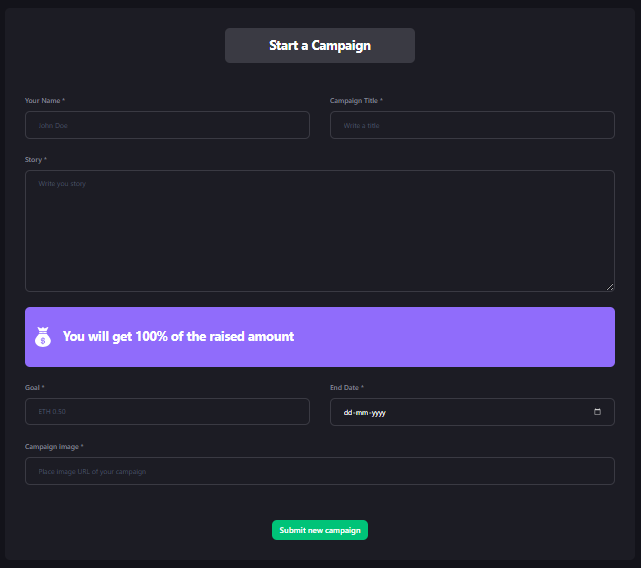 Start a Campaign
Your Name *
Campaign Title *
John Doe
Write a title
Story *
Write you story
$
You will get 100% of the raised amount
Goal *
End Date *
ETH 0.50
dd-mm-yyyy
Campaign image *
Place image URL of your campaign
Submit new campaign